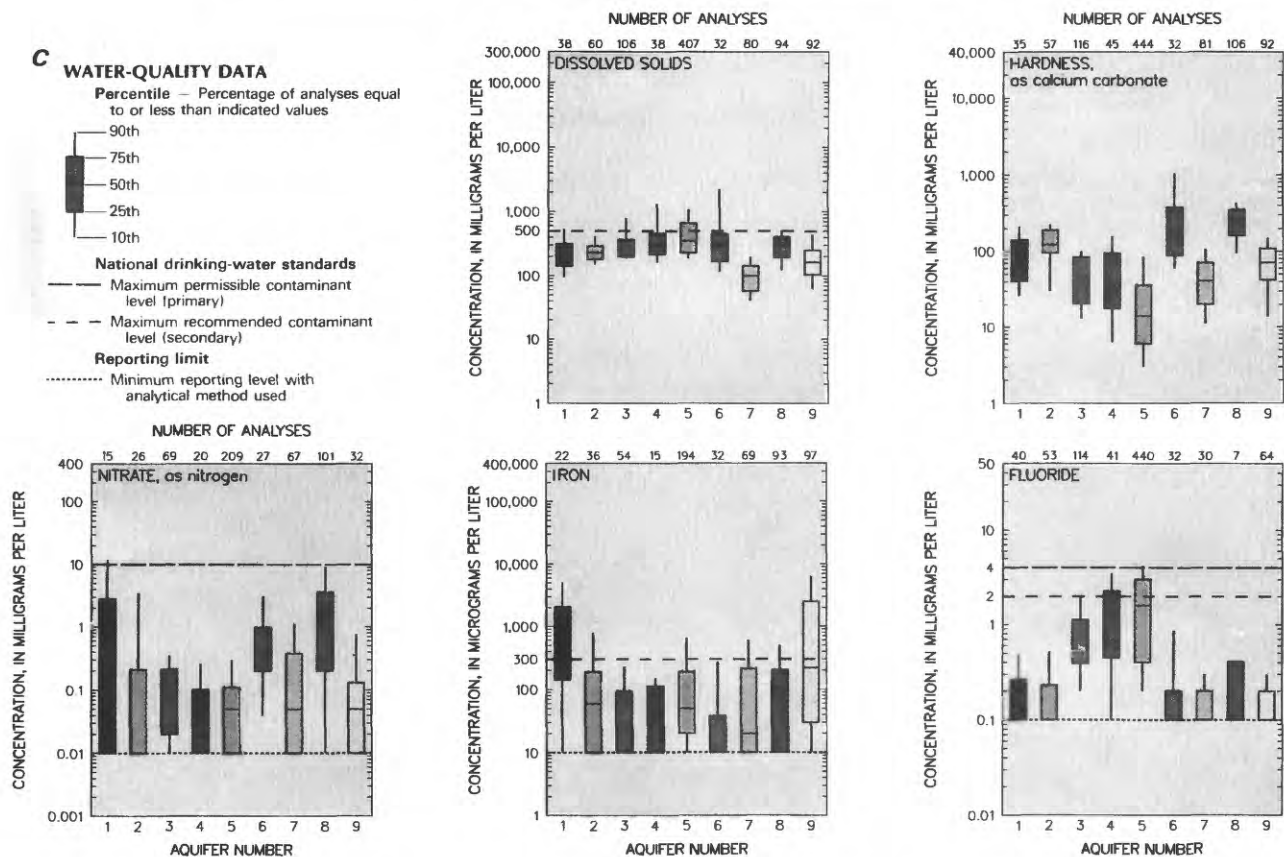 C
WATER-QUALITY DATA
Percentile – Percentage of analyses equal
to or less than indicated values
90th
75th
50th
25th
10th
National drinking-water standards
Maximum permissible contaminant
level (primary)
Maximum recommended contaminant
level (secondary)
Reporting limit
Minimum reporting level with
analytical method used
NUMBER OF ANALYSES
38 60 106 38 407 32 80 94 92
DISSOLVED SOLIDS
CONCENTRATION, IN MILLIGRAMS PER LITER
300,000
100,000
10,000
1,000
500
100
10
1
1 2 3 4 5 6 7 8 9
NUMBER OF ANALYSES
35 57 116 45 444 32 81 106 92
HARDNESS,
as calcium carbonate
CONCENTRATION, IN MILLIGRAMS PER LITER
40,000
10,000
1,000
100
10
1
1 2 3 4 5 6 7 8 9
NUMBER OF ANALYSES
15 26 69 20 209 27 67 101 32
NITRATE, as nitrogen
CONCENTRATION, IN MILLIGRAMS PER LITER
400
100
10
1
0.1
0.01
0.001
1 2 3 4 5 6 7 8 9
AQUIFER NUMBER
22 36 54 15 194 32 69 93 97
IRON
CONCENTRATION, IN MICROGRAMS PER LITER
400,000
100,000
10,000
1,000
300
100
10
1
1 2 3 4 5 6 7 8 9
AQUIFER NUMBER
40 53 114 41 440 32 30 7 64
FLUORIDE
CONCENTRATION, IN MILLIGRAMS PER LITER
50
10
4
2
1
0.1
0.01
1 2 3 4 5 6 7 8 9
AQUIFER NUMBER